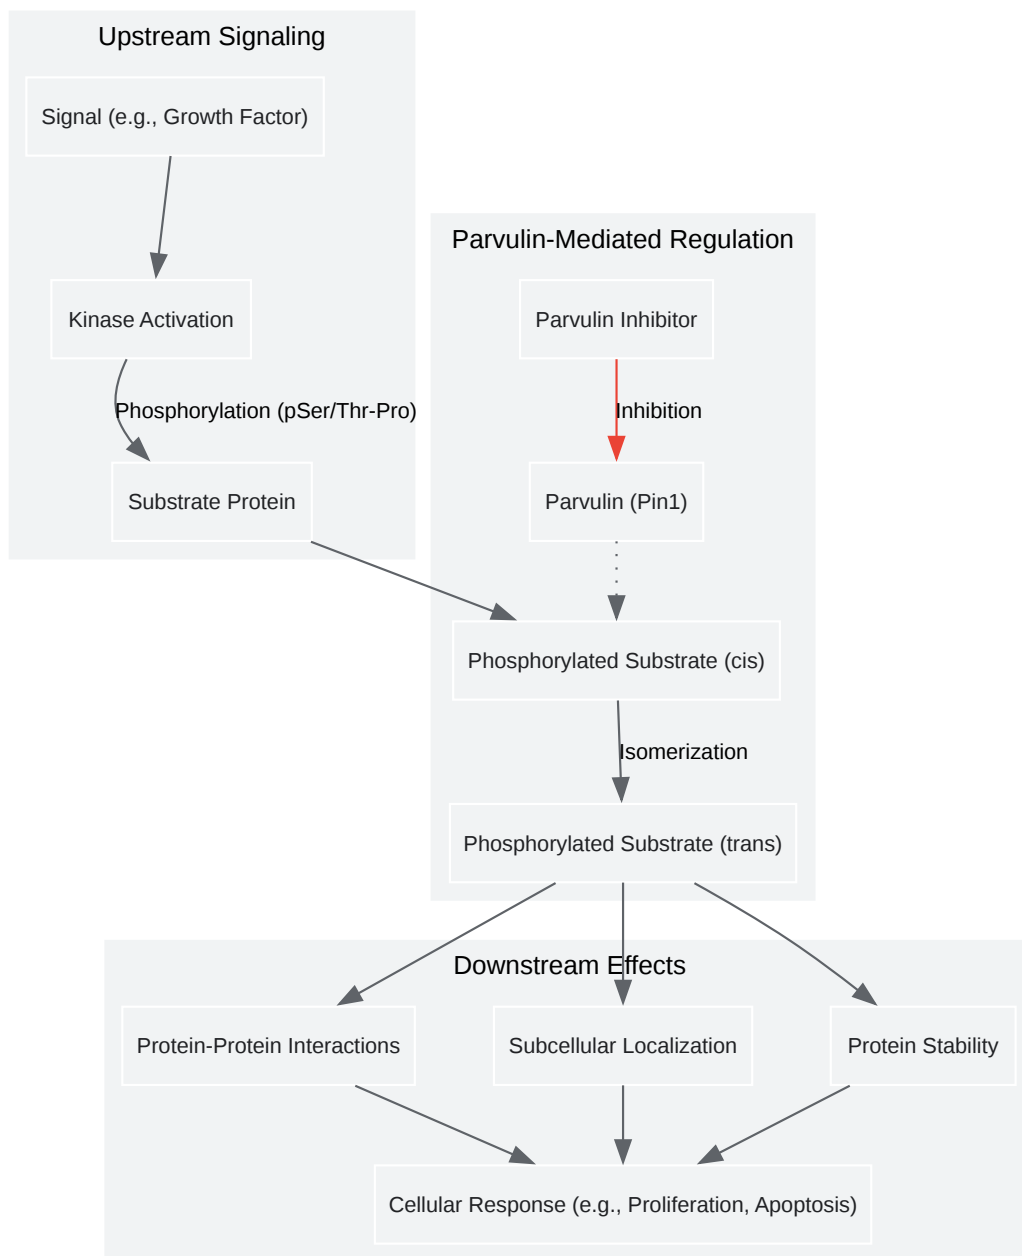 Upstream Signaling
Signal (e.g., Growth Factor)
Parvulin-Mediated Regulation
Kinase Activation
Parvulin Inhibitor
Phosphorylation (pSer/Thr-Pro)
Inhibition
Substrate Protein
Parvulin (Pin1)
Phosphorylated Substrate (cis)
Isomerization
Phosphorylated Substrate (trans)
Downstream Effects
Protein-Protein Interactions
Subcellular Localization
Protein Stability
Cellular Response (e.g., Proliferation, Apoptosis)